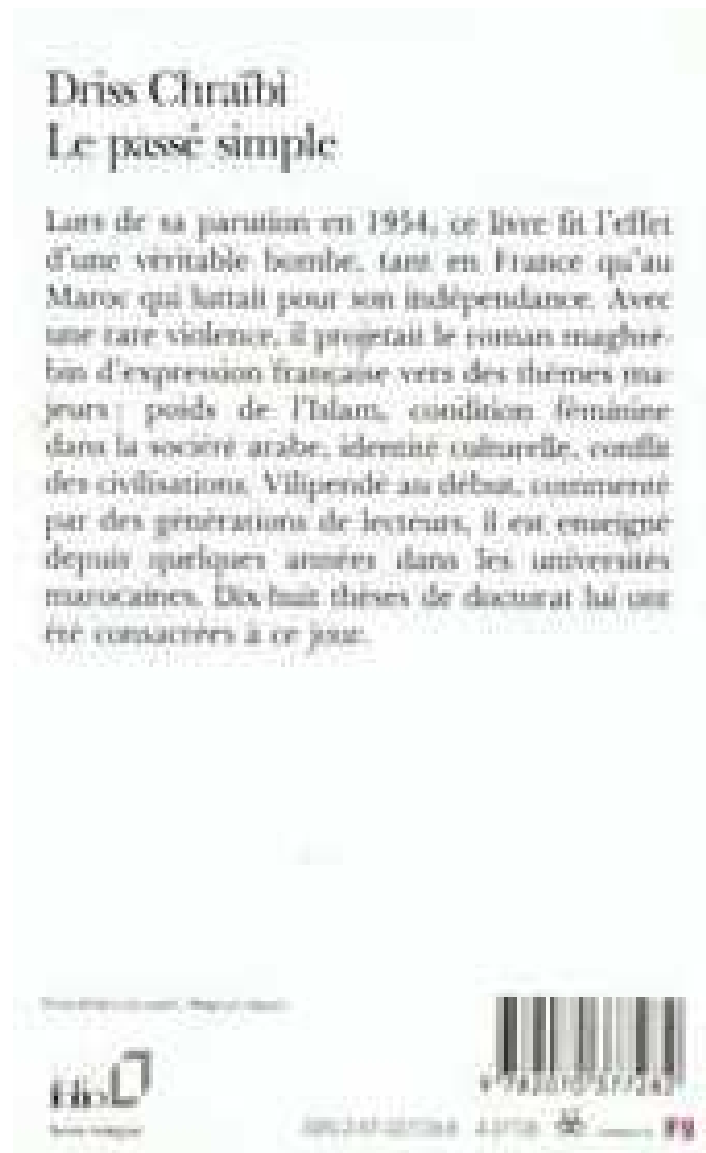 Driss Chraïbi
Le passé simple
Lors de sa parution en 1954, ce livre fit l'effet
d'une véritable bombe, tant en France qu'au
Maroc qui luttait pour son indépendance. Avec
une rare violence, il projetait le roman maghré-
bin d'expression française vers des thèmes ma-
jeurs : poids de l'Islam, condition féminine
dans la société arabe, identité culturelle, conflit
des civilisations. Vilipendé au début, commenté
par des générations de lecteurs, il est enseigné
depuis quelques années dans les universités
marocaines. Dix-huit thèses de doctorat lui ont
été consacrées à ce jour.
folio
texte intégral